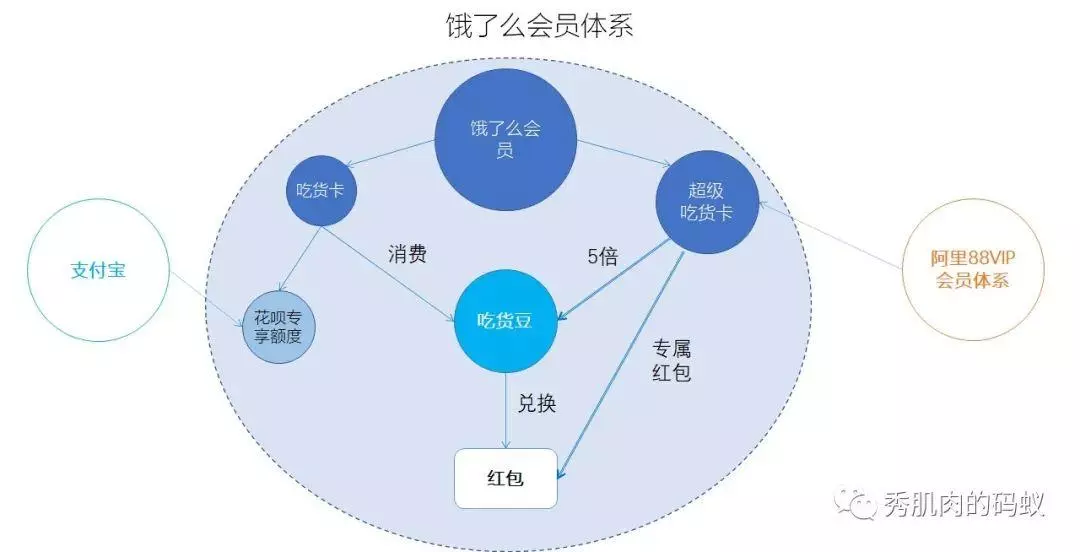 饿了么会员体系
饿了么会
员
吃货卡
超级
吃货卡
支付宝
消费
5倍
阿里88VIP
会员体系
花呗专
享额度
吃货豆
专属
红包
兑换
红包
秀肌肉的码蚁